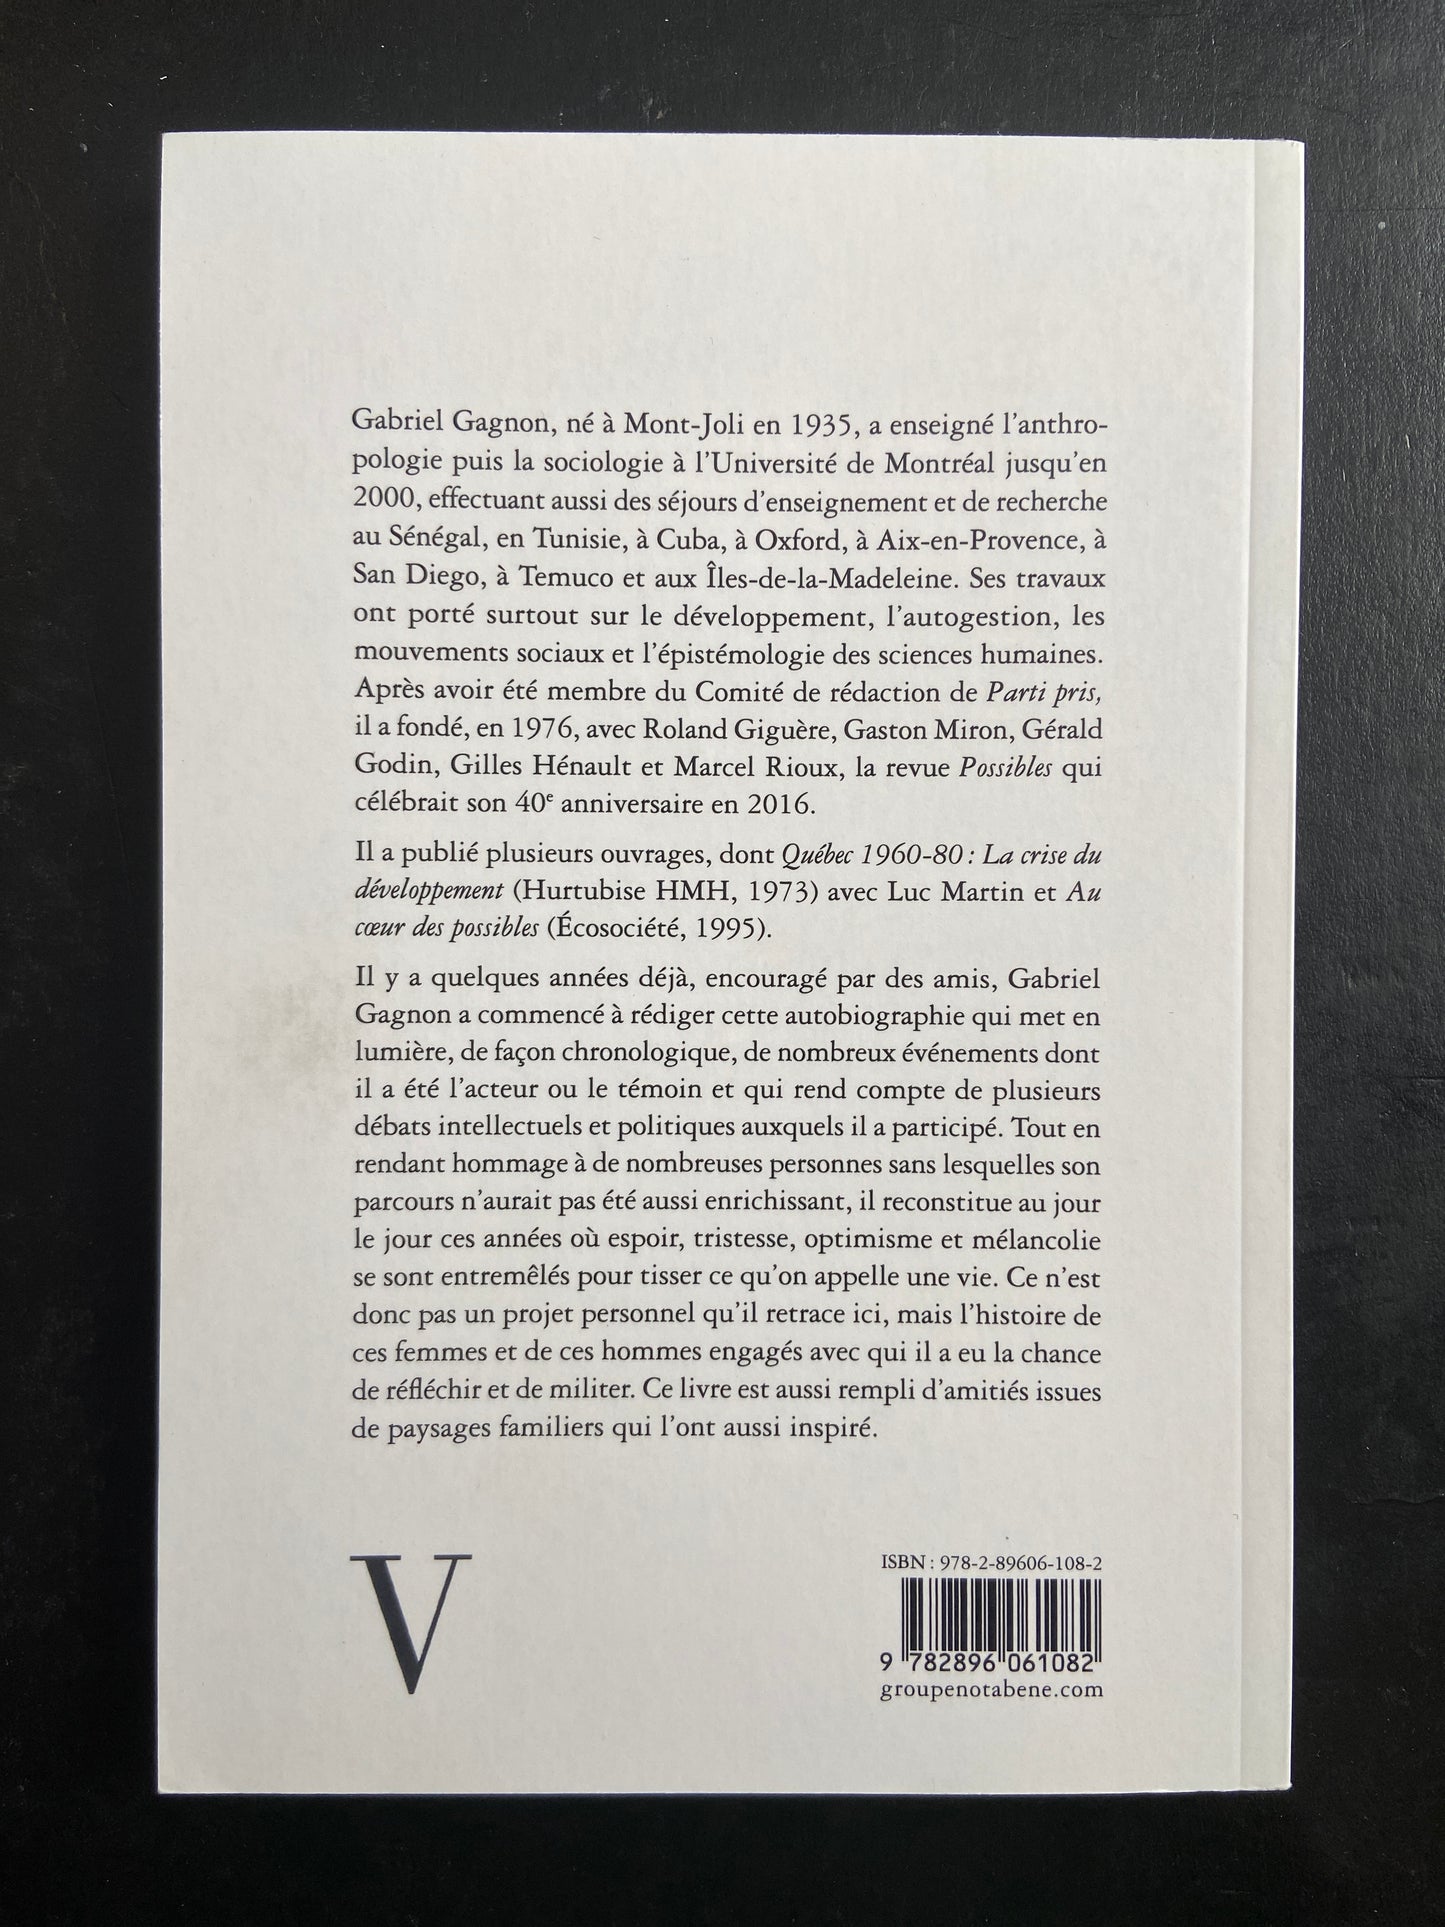 Gabriel Gagnon, né à Mont-Joli en 1935, a enseigné l'anthro-
pologie puis la sociologie à l'Université de Montréal jusqu'en
2000, effectuant aussi des séjours d'enseignement et de recherche
au Sénégal, en Tunisie, à Cuba, à Oxford, à Aix-en-Provence, à
San Diego, à Temuco et aux Îles-de-la-Madeleine. Ses travaux
ont porté surtout sur le développement, l'autogestion, les
mouvements sociaux et l'épistémologie des sciences humaines.
Après avoir été membre du Comité de rédaction de Parti pris,
il a fondé, en 1976, avec Roland Giguère, Gaston Miron, Gérald
Godin, Gilles Hénault et Marcel Rioux, la revue Possibles qui
célébrait son 40e anniversaire en 2016.
Il a publié plusieurs ouvrages, dont Québec 1960-80 : La crise du
développement (Hurtubise HMH, 1973) avec Luc Martin et Au
cœur des possibles (Écosociété, 1995).
Il y a quelques années déjà, encouragé par des amis, Gabriel
Gagnon a commencé à rédiger cette autobiographie qui met en
lumière, de façon chronologique, de nombreux événements dont
il a été l'acteur ou le témoin et qui rend compte de plusieurs
débats intellectuels et politiques auxquels il a participé. Tout en
rendant hommage à de nombreuses personnes sans lesquelles son
parcours n'aurait pas été aussi enrichissant, il reconstitue au jour
le jour ces années où espoir, tristesse, optimisme et mélancolie
se sont entremêlés pour tisser ce qu'on appelle une vie. Ce n'est
donc pas un projet personnel qu'il retrace ici, mais l'histoire de
ces femmes et de ces hommes engagés avec qui il a eu la chance
de réfléchir et de militer. Ce livre est aussi rempli d'amitiés issues
de paysages familiers qui l'ont aussi inspiré.
V
ISBN : 978-2-89606-108-2
9 782896 061082
groupenotabene.com